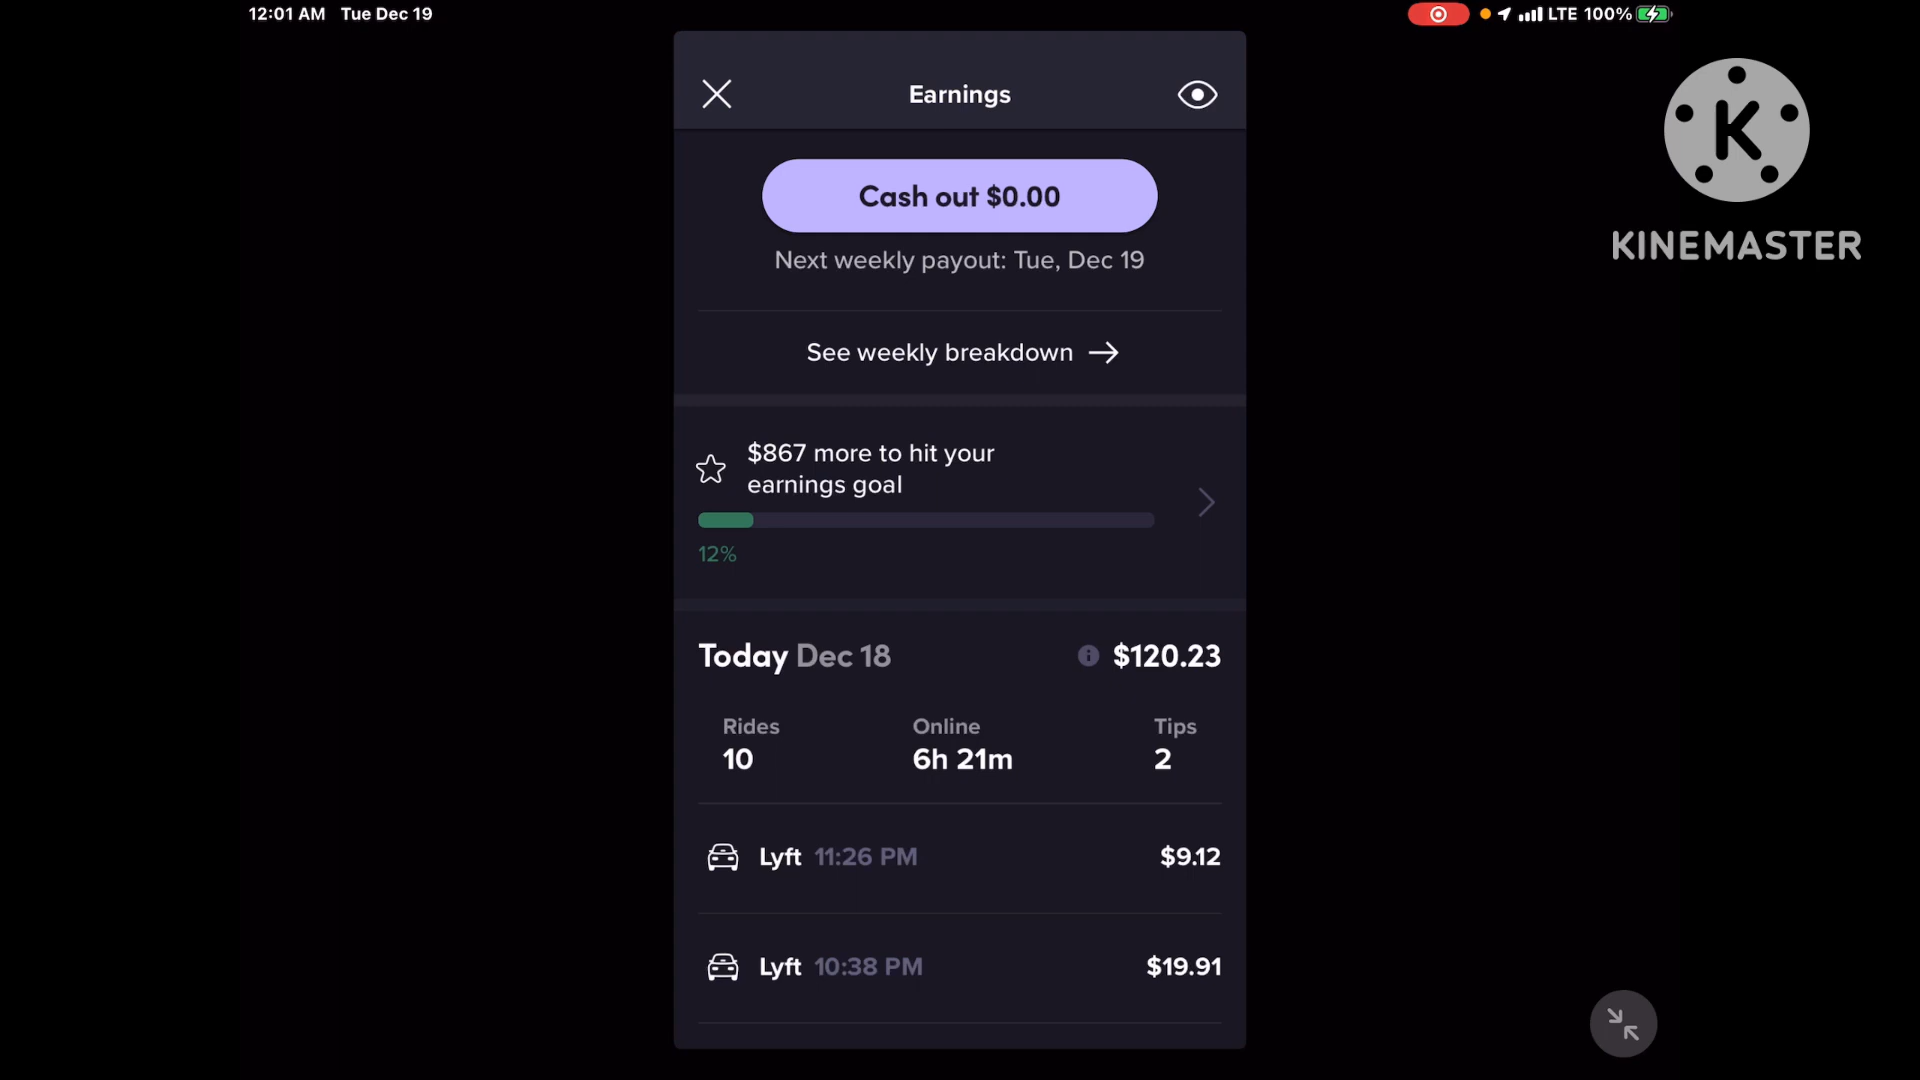 12:01 AM Tue Dec 19
LTE 100%
K
KINEMASTER
Earnings
Cash out $0.00
Next weekly payout: Tue, Dec 19
See weekly breakdown
$867 more to hit your
earnings goal
12%
Today Dec 18 $120.23
Rides Online Tips
10 6h 21m 2
Lyft 11:26 PM $9.12
Lyft 10:38 PM $19.91